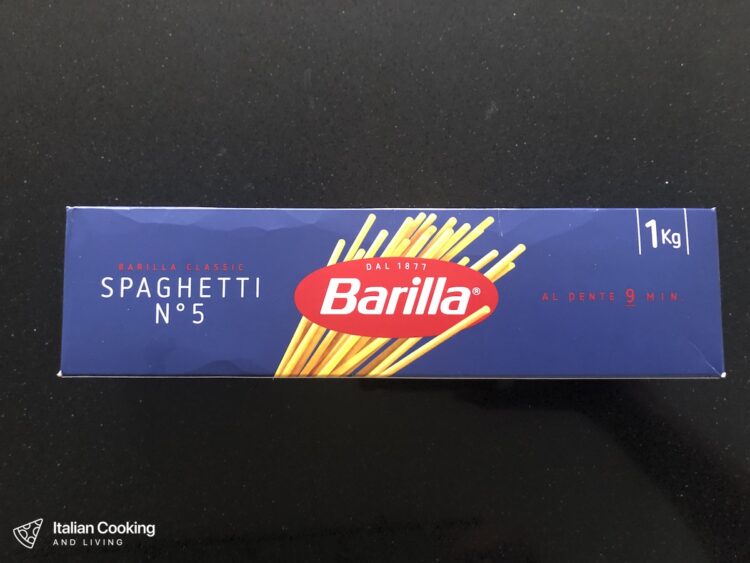 BARILLA CLASSIC
SPAGHETTI
N°5
DAL 1877
Barilla®
1Kg
AL DENTE 9 MIN.
Italian Cooking
AND LIVING